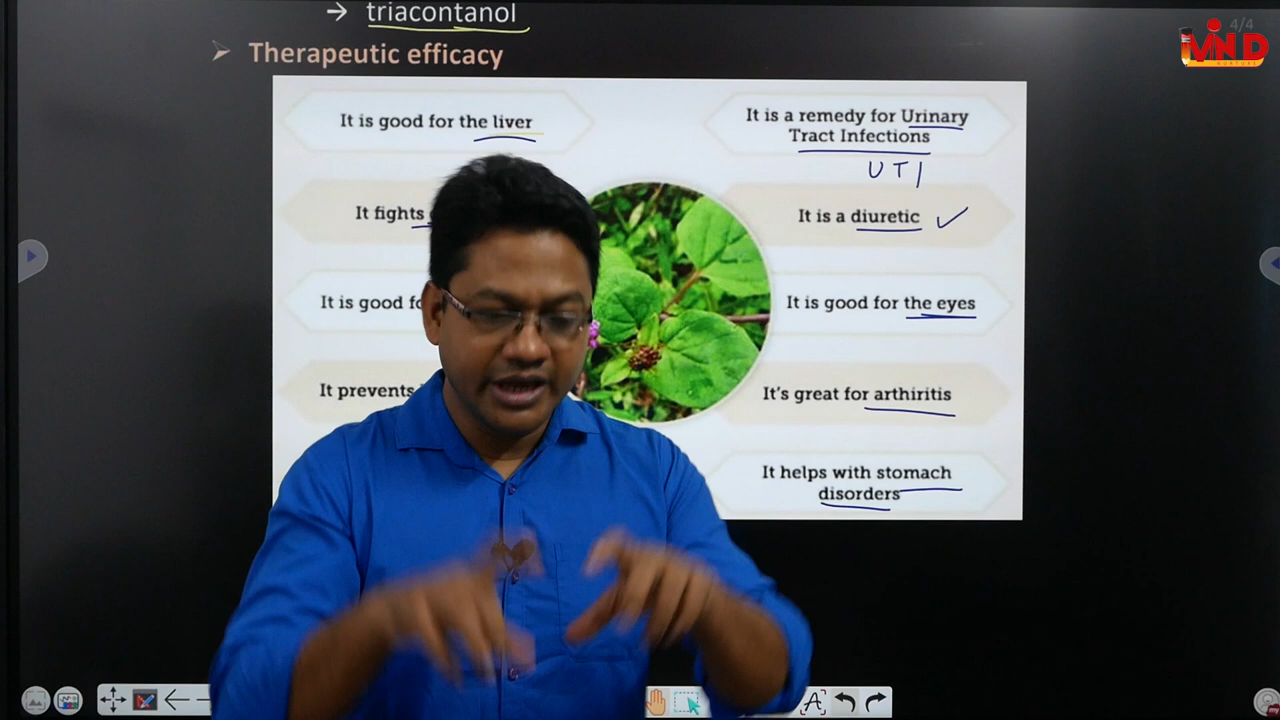 → triacontanol
4/4
➢ Therapeutic efficacy
MIND
NURTURE
It is good for the liver
It is a remedy for Urinary
Tract Infections
UTI
It fights
It is a diuretic ✓
It is good
It is good for the eyes
It prevents
It's great for arthiritis
It helps with stomach
disorders
A